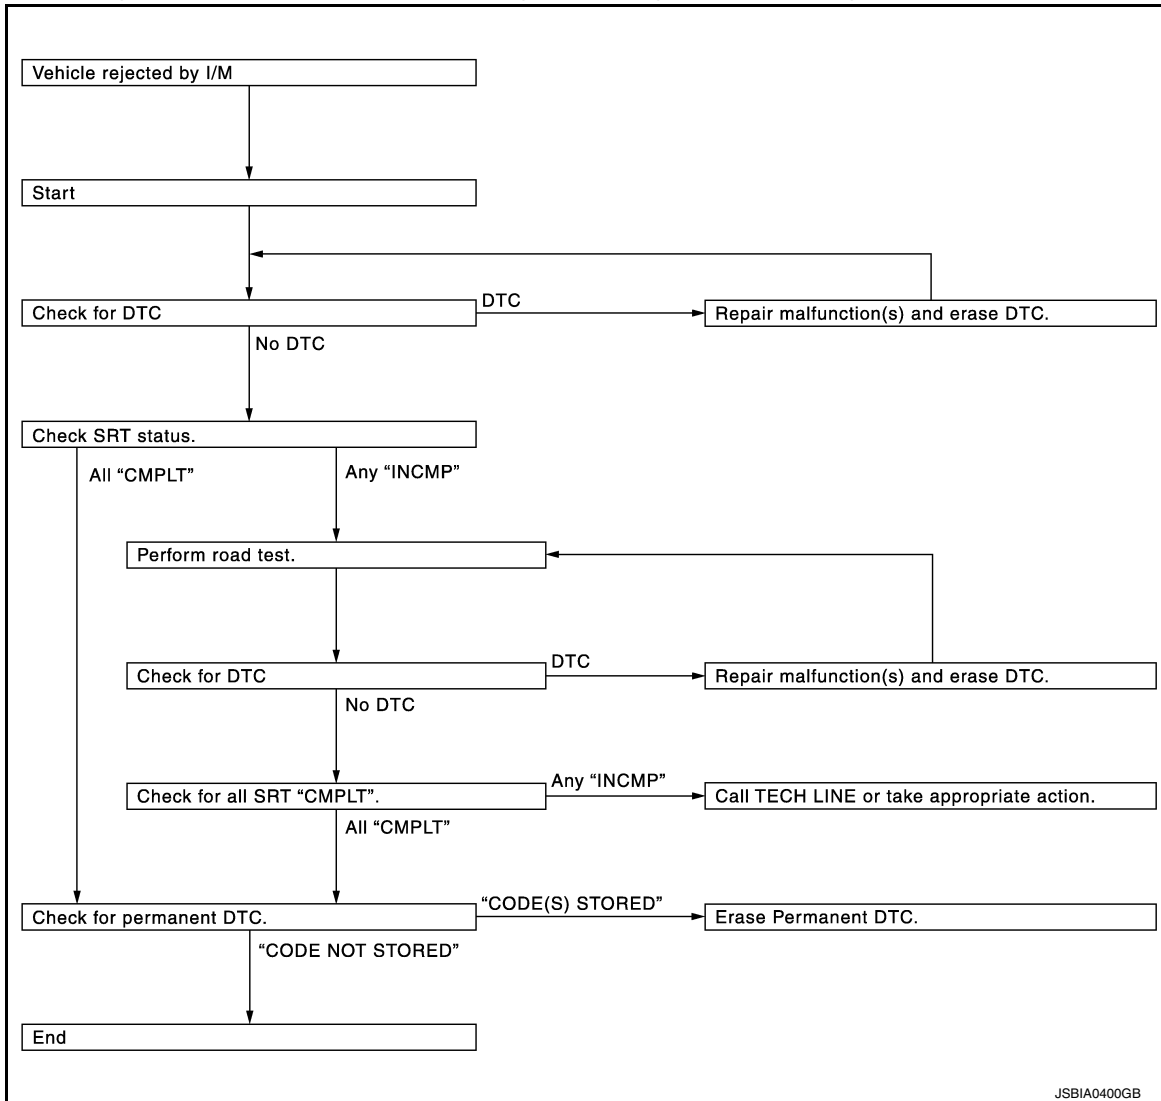 Vehicle rejected by I/M
Start
Check for DTC
DTC
Repair malfunction(s) and erase DTC.
No DTC
Check SRT status.
All “CMPLT”
Any “INCMP”
Perform road test.
Check for DTC
DTC
Repair malfunction(s) and erase DTC.
No DTC
Check for all SRT “CMPLT”.
Any “INCMP”
Call TECH LINE or take appropriate action.
All “CMPLT”
Check for permanent DTC.
“CODE(S) STORED”
Erase Permanent DTC.
“CODE NOT STORED”
End
JSBIA0400GB